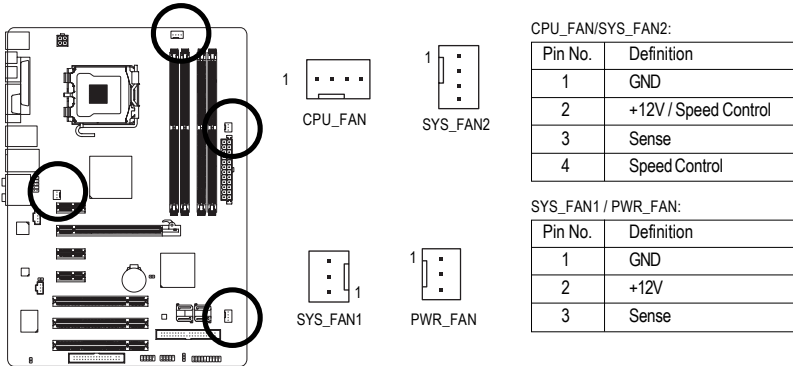 1
CPU_FAN
1
SYS_FAN2
1
SYS_FAN1
1
PWR_FAN
CPU_FAN/SYS_FAN2:
Pin No. Definition
1 GND
2 +12V / Speed Control
3 Sense
4 Speed Control
SYS_FAN1 / PWR_FAN:
Pin No. Definition
1 GND
2 +12V
3 Sense